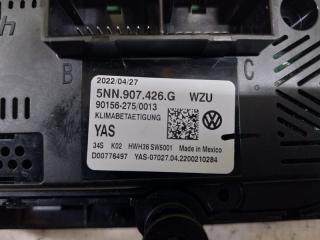 B
C
2022/04/27
5NN.907.426.G WZU
90156-275/0013
KLIMABETAETIGUNG
YAS
34S K02 HWH36 SW5001 Made in Mexico
D00776497 YAS-07027.04.2200210284